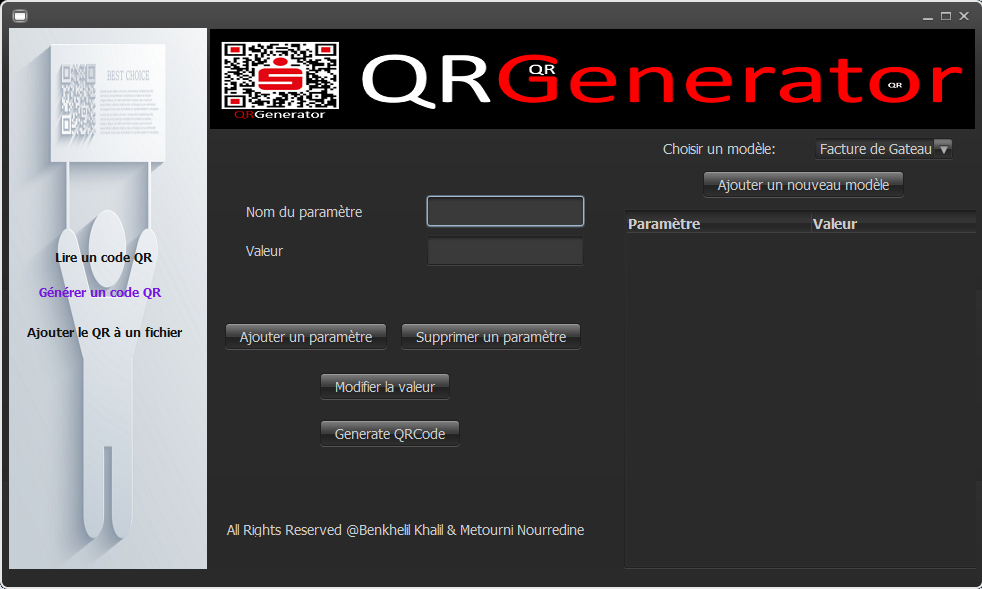 BEST CHOICE
Lire un code QR
Générer un code QR
Ajouter le QR à un fichier
QRGenerator
QRGenerator
QR
QR
Choisir un modèle: Facture de Gateau
Ajouter un nouveau modèle
Nom du paramètre
Valeur
Paramètre Valeur
Ajouter un paramètre Supprimer un paramètre
Modifier la valeur
Generate QRCode
All Rights Reserved @Benkhelil Khalil & Metourni Nourredine